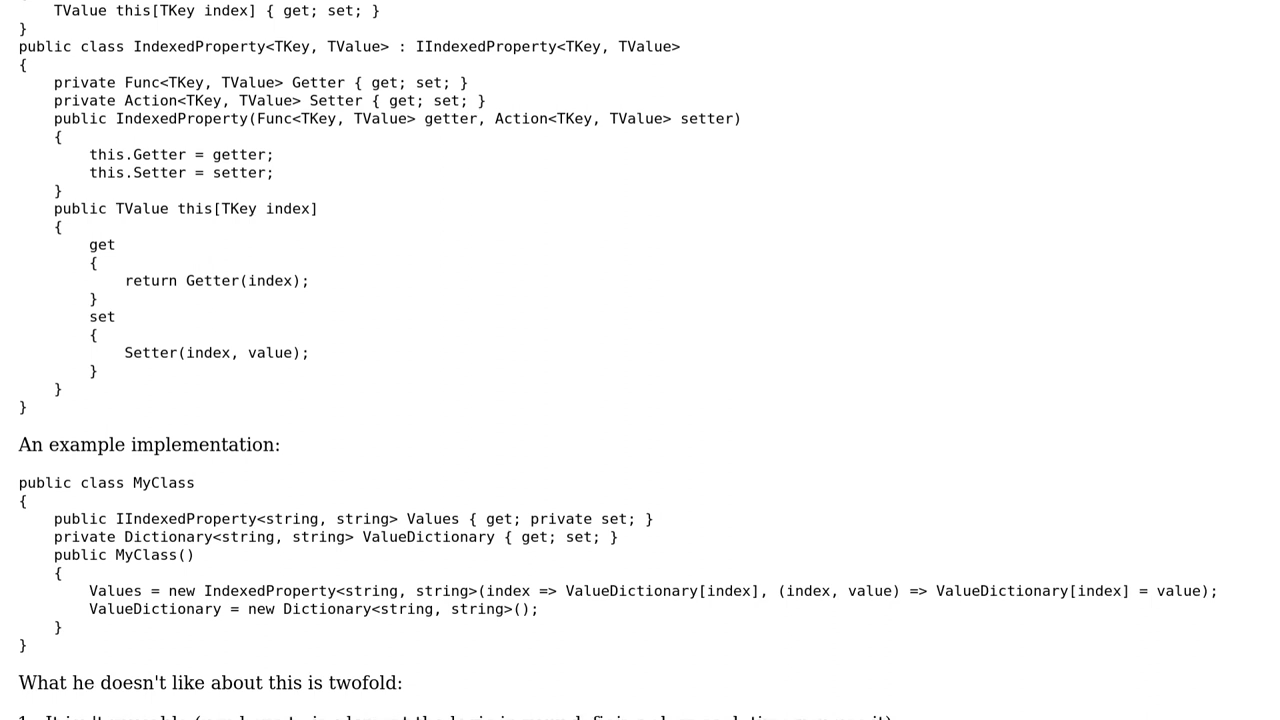 TValue this[TKey index] { get; set; }
}
public class IndexedProperty<TKey, TValue> : IIndexedProperty<TKey, TValue>
{
    private Func<TKey, TValue> Getter { get; set; }
    private Action<TKey, TValue> Setter { get; set; }
    public IndexedProperty(Func<TKey, TValue> getter, Action<TKey, TValue> setter)
    {
        this.Getter = getter;
        this.Setter = setter;
    }
    public TValue this[TKey index]
    {
        get
        {
            return Getter(index);
        }
        set
        {
            Setter(index, value);
        }
    }
}
An example implementation:
public class MyClass
{
    public IIndexedProperty<string, string> Values { get; private set; }
    private Dictionary<string, string> ValueDictionary { get; set; }
    public MyClass()
    {
        Values = new IndexedProperty<string, string>(index => ValueDictionary[index], (index, value) => ValueDictionary[index] = value);
        ValueDictionary = new Dictionary<string, string>();
    }
}
What he doesn't like about this is twofold: